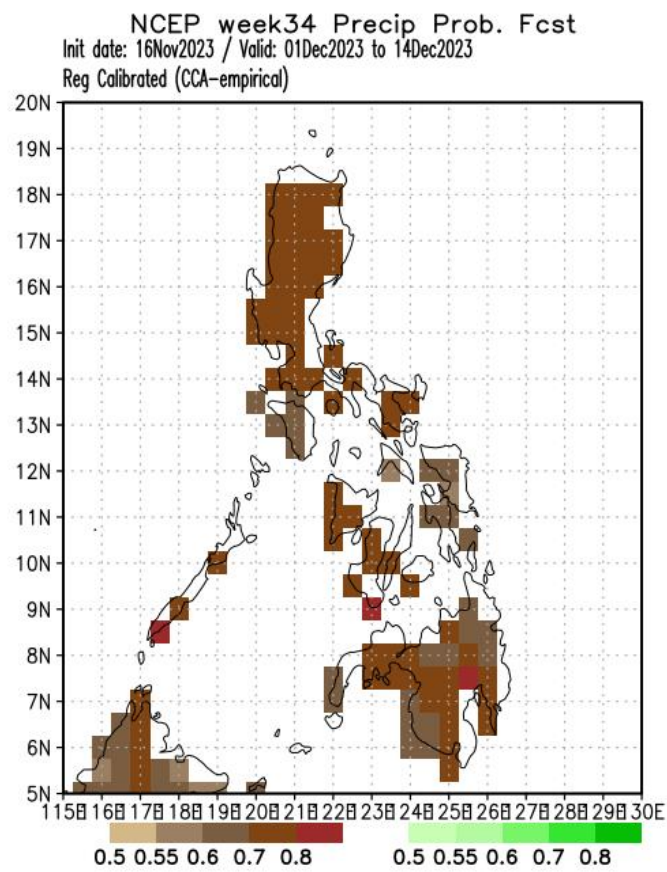 NCEP week34 Precip Prob. Fcst
Init date: 16Nov2023 / Valid: 01Dec2023 to 14Dec2023
Reg Calibrated (CCA-empirical)
20N
19N
18N
17N
16N
15N
14N
13N
12N
11N
10N
9N
8N
7N
6N
5N
115E 116E 117E 118E 119E 120E 121E 122E 123E 124E 125E 126E 127E 128E 129E 130E
0.5 0.55 0.6 0.7 0.8 0.5 0.55 0.6 0.7 0.8